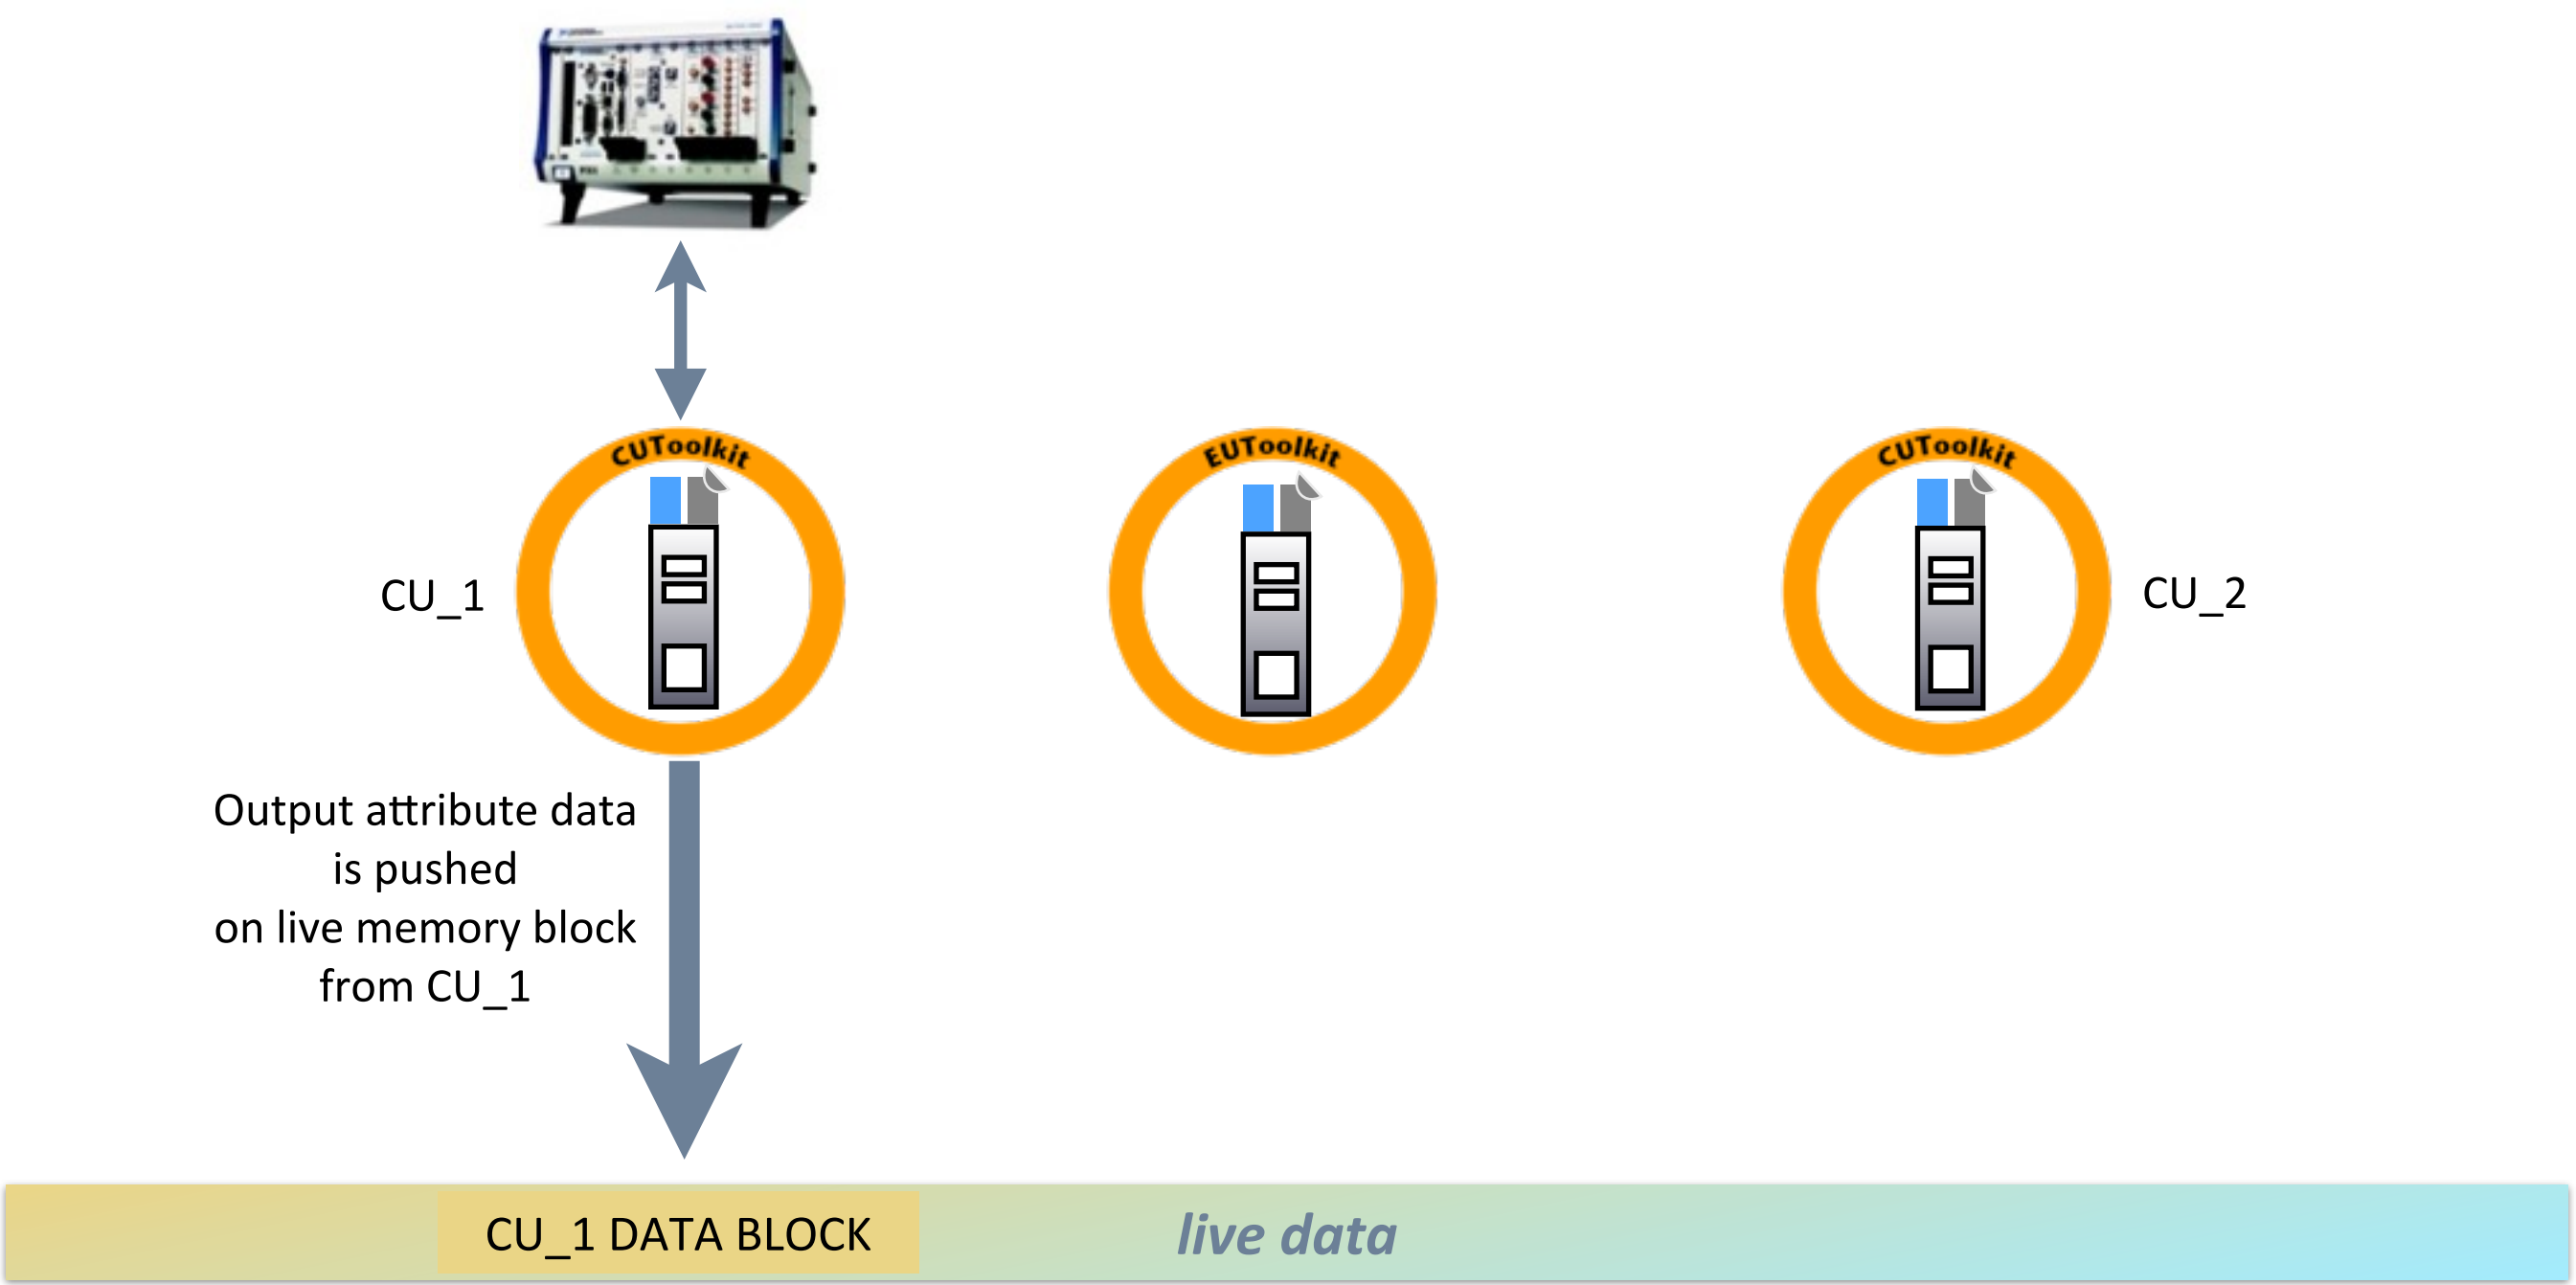 CUToolkit
EUToolkit
CUToolkit
CU_1
CU_2
Output attribute data
is pushed
on live memory block
from CU_1
CU_1 DATA BLOCK
live data